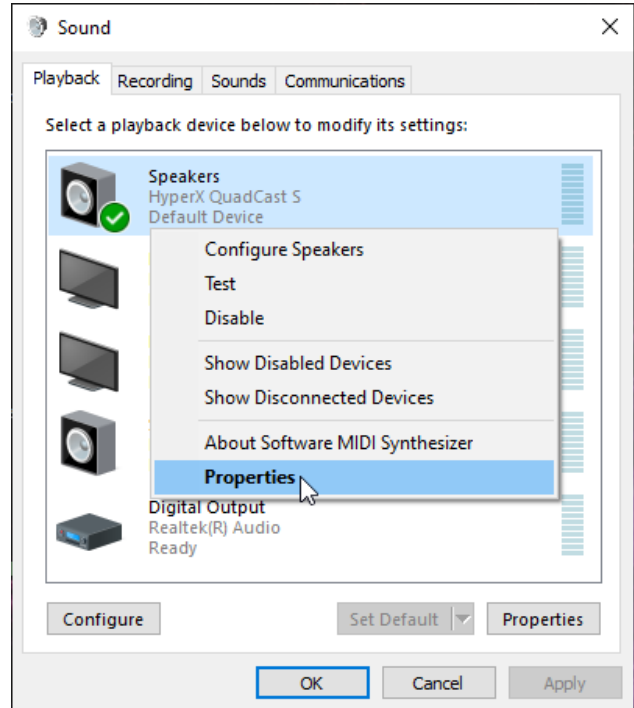 Sound
Playback Recording Sounds Communications
Select a playback device below to modify its settings:
Speakers
HyperX QuadCast S
Default Device
Configure Speakers
Test
Disable
Show Disabled Devices
Show Disconnected Devices
About Software MIDI Synthesizer
Properties
Digital Output
Realtek(R) Audio
Ready
Configure Set Default Properties
OK Cancel Apply